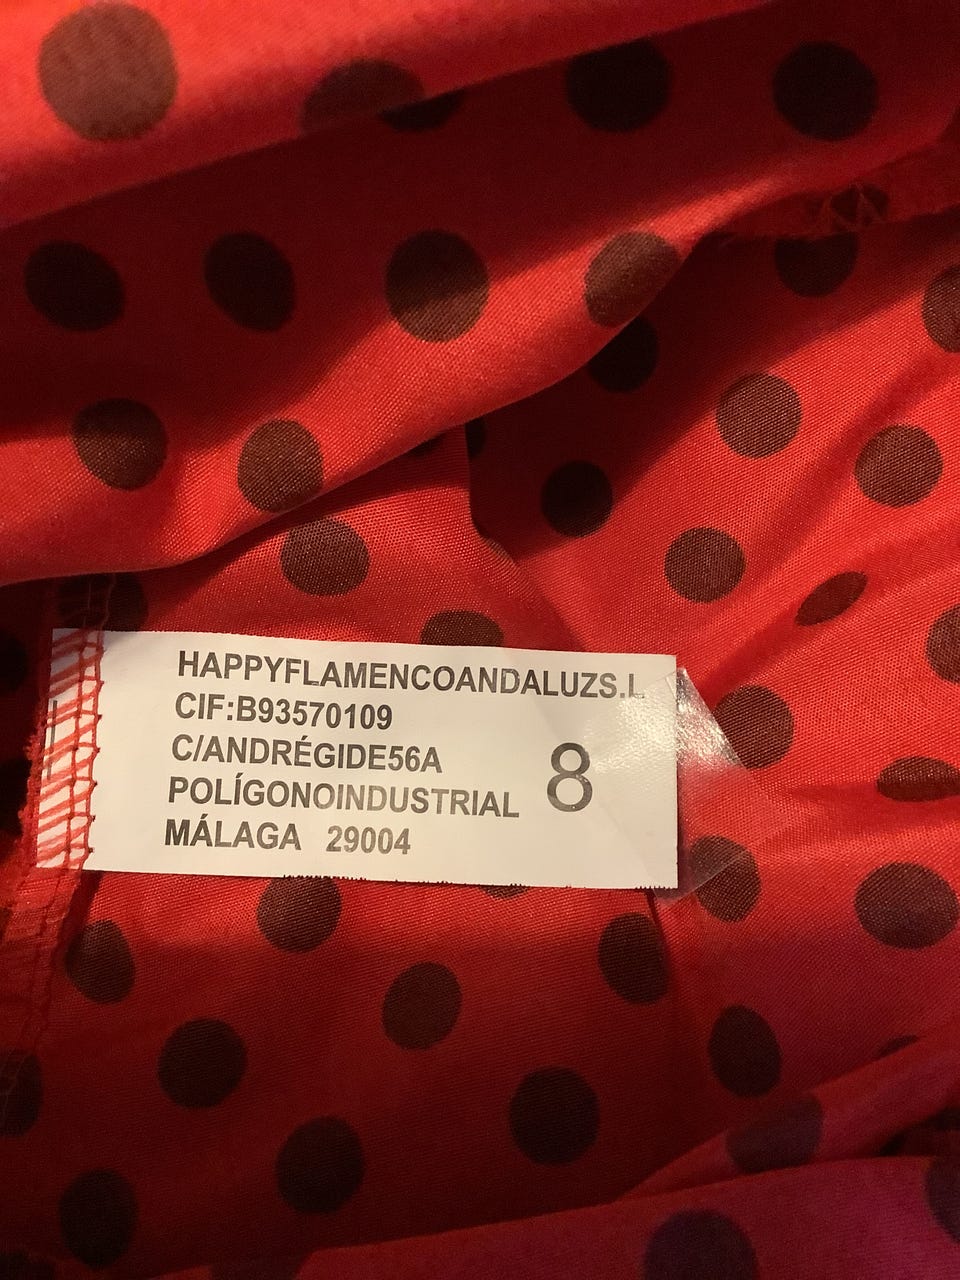 HAPPYFLAMENCOANDALUZS.L
CIF:B93570109
C/ANDRÉGIDE56A
8
POLÍGONOINDUSTRIAL
MÁLAGA 29004